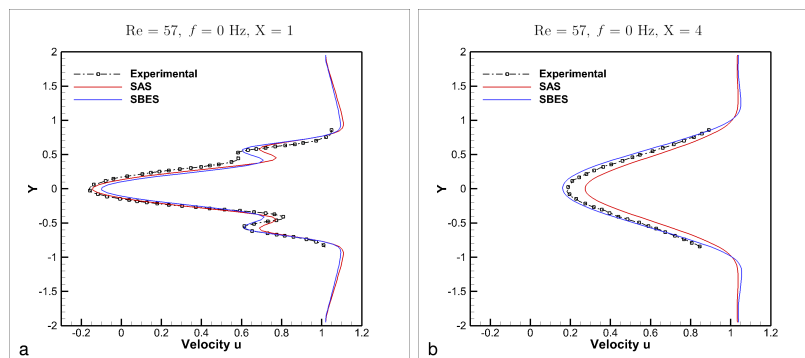 Re = 57, f = 0 Hz, X = 1
2
1.5
1
0.5
0
-0.5
-1
-1.5
-2
Y
Experimental
SAS
SBES
-0.2 0 0.2 0.4 0.6 0.8 1 1.2
Velocity u
a
Re = 57, f = 0 Hz, X = 4
2
1.5
1
0.5
0
-0.5
-1
-1.5
-2
Y
Experimental
SAS
SBES
-0.2 0 0.2 0.4 0.6 0.8 1 1.2
Velocity u
b